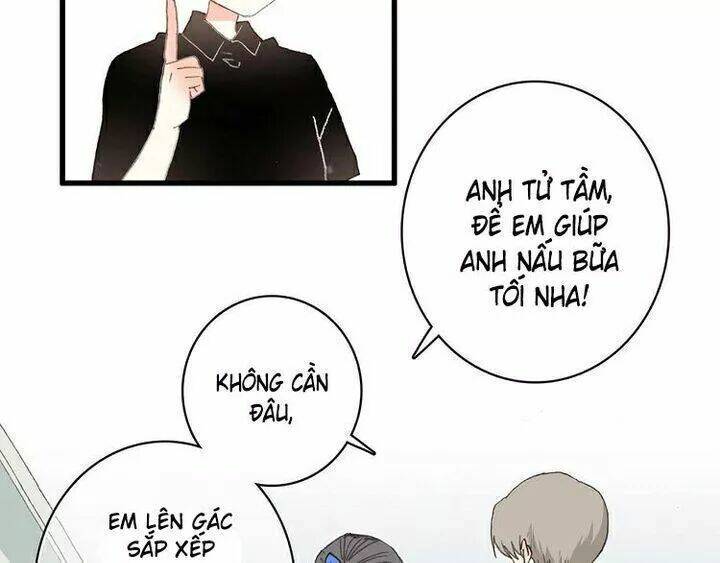 ANH TỬ TẦM,
ĐỂ EM GIÚP
ANH NẤU BỮA
TỐI NHA!
KHÔNG CẦN
ĐÂU,
EM LÊN GÁC
SẮP XẾP